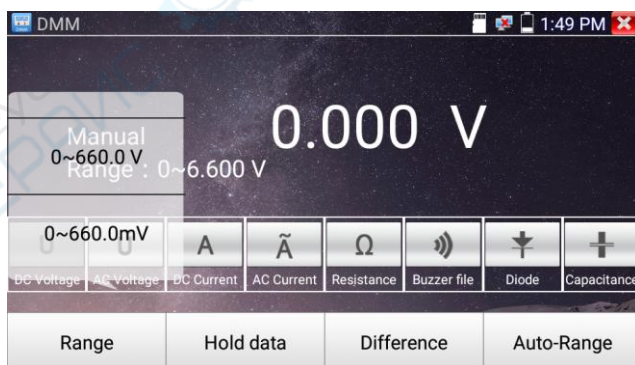 DMM
1:49 PM
0.000 V
Manual
Range : 0~6.600 V
0~660.0 V
0~660.0mV
U U A Ã Ω
DC Voltage AC Voltage DC Current AC Current Resistance Buzzer file Diode Capacitance
Range Hold data Difference Auto-Range